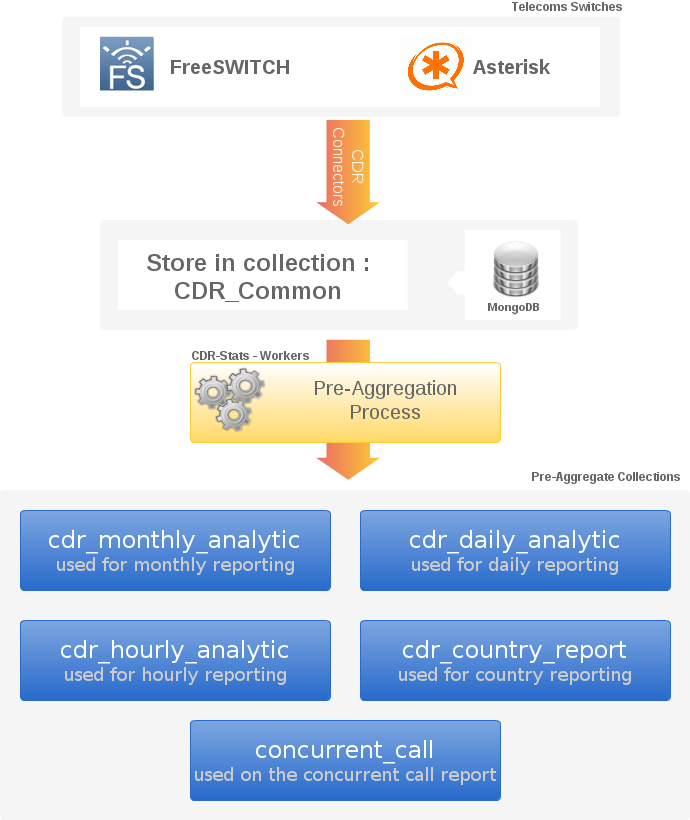 Telecoms Switches
FS
FreeSWITCH
Asterisk
CDR
Connectors
Store in collection :
CDR_Common
MongoDB
CDR-Stats - Workers
Pre-Aggregation
Process
Pre-Aggregate Collections
cdr_monthly_analytic
used for monthly reporting
cdr_daily_analytic
used for daily reporting
cdr_hourly_analytic
used for hourly reporting
cdr_country_report
used for country reporting
concurrent_call
used on the concurrent call report